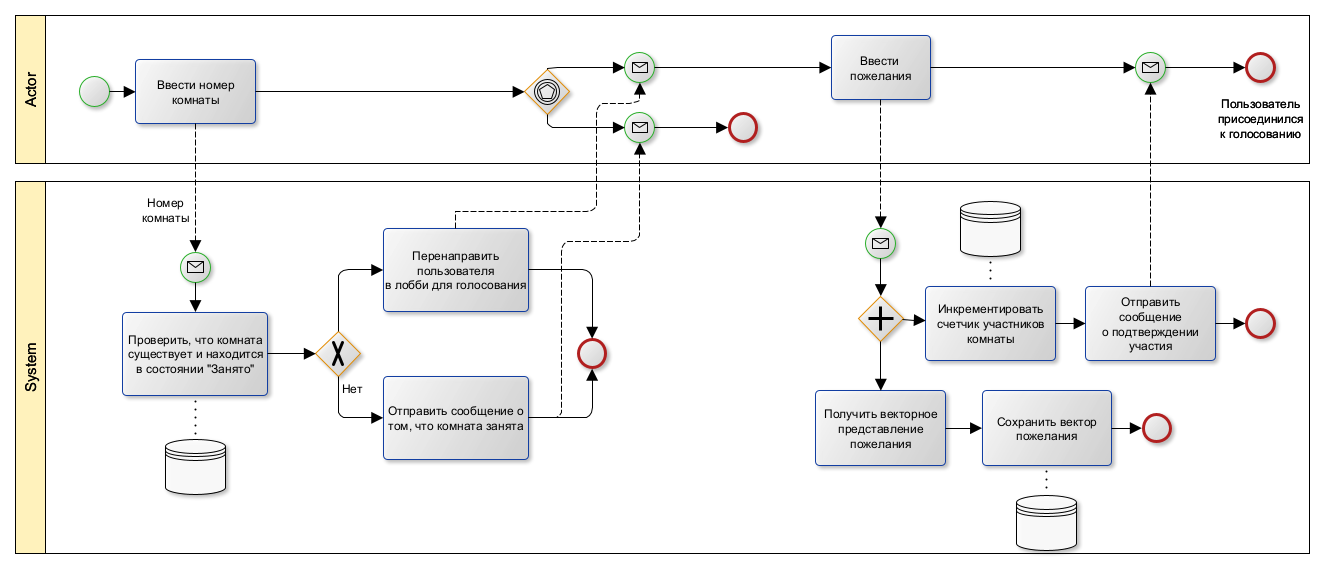 Actor
Ввести номер
комнаты
Ввести
пожелания
Пользователь
присоединился
к голосованию
System
Номер
комнаты
Проверить, что комната
существует и находится
в состоянии "Занято"
Перенаправить
пользователя
в лобби для голосования
Нет
Отправить сообщение о
том, что комната занята
Инкрементировать
счетчик участников
комнаты
Отправить
сообщение
о подтверждении
участия
Получить векторное
представление
пожелания
Сохранить вектор
пожелания